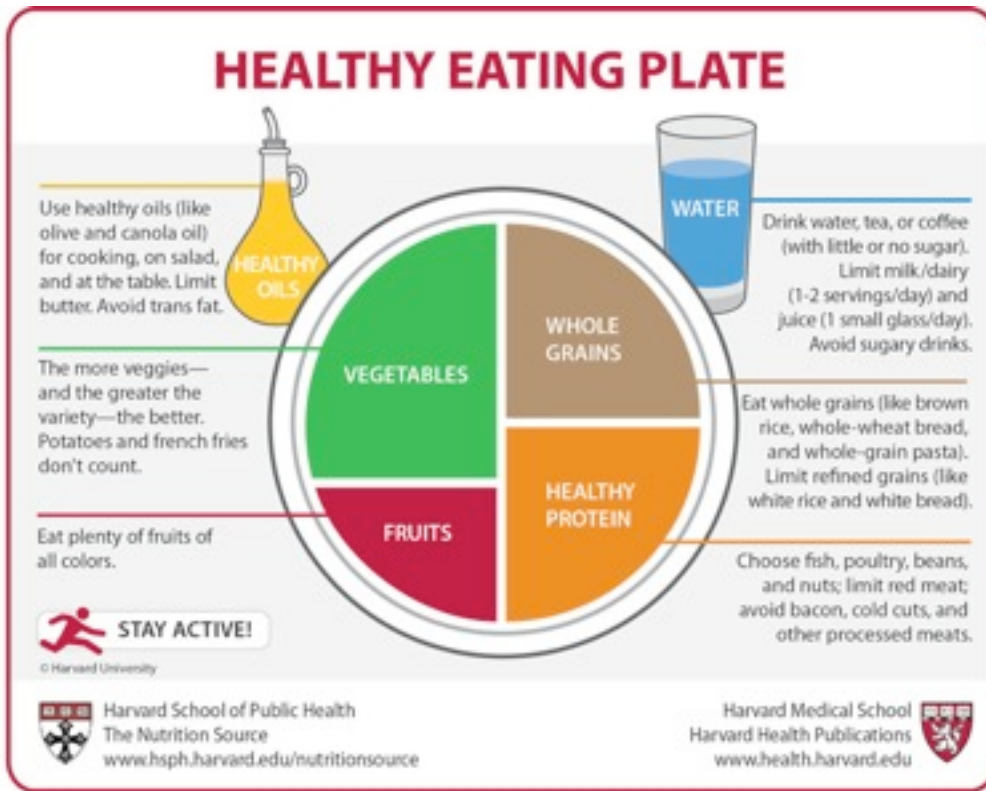 HEALTHY EATING PLATE
Use healthy oils (like
olive and canola oil)
for cooking, on salad,
and at the table. Limit
butter. Avoid trans fat.
HEALTHY
OILS
WATER
Drink water, tea, or coffee
(with little or no sugar).
Limit milk/dairy
(1-2 servings/day) and
juice (1 small glass/day).
Avoid sugary drinks.
The more veggies—
and the greater the
variety—the better.
Potatoes and french fries
don't count.
VEGETABLES
WHOLE
GRAINS
Eat whole grains (like brown
rice, whole-wheat bread,
and whole-grain pasta).
Limit refined grains (like
white rice and white bread).
Eat plenty of fruits of
all colors.
FRUITS
HEALTHY
PROTEIN
Choose fish, poultry, beans,
and nuts; limit red meat;
avoid bacon, cold cuts, and
other processed meats.
STAY ACTIVE!
© Harvard University
Harvard School of Public Health
The Nutrition Source
www.hsph.harvard.edu/nutritionsource
Harvard Medical School
Harvard Health Publications
www.health.harvard.edu